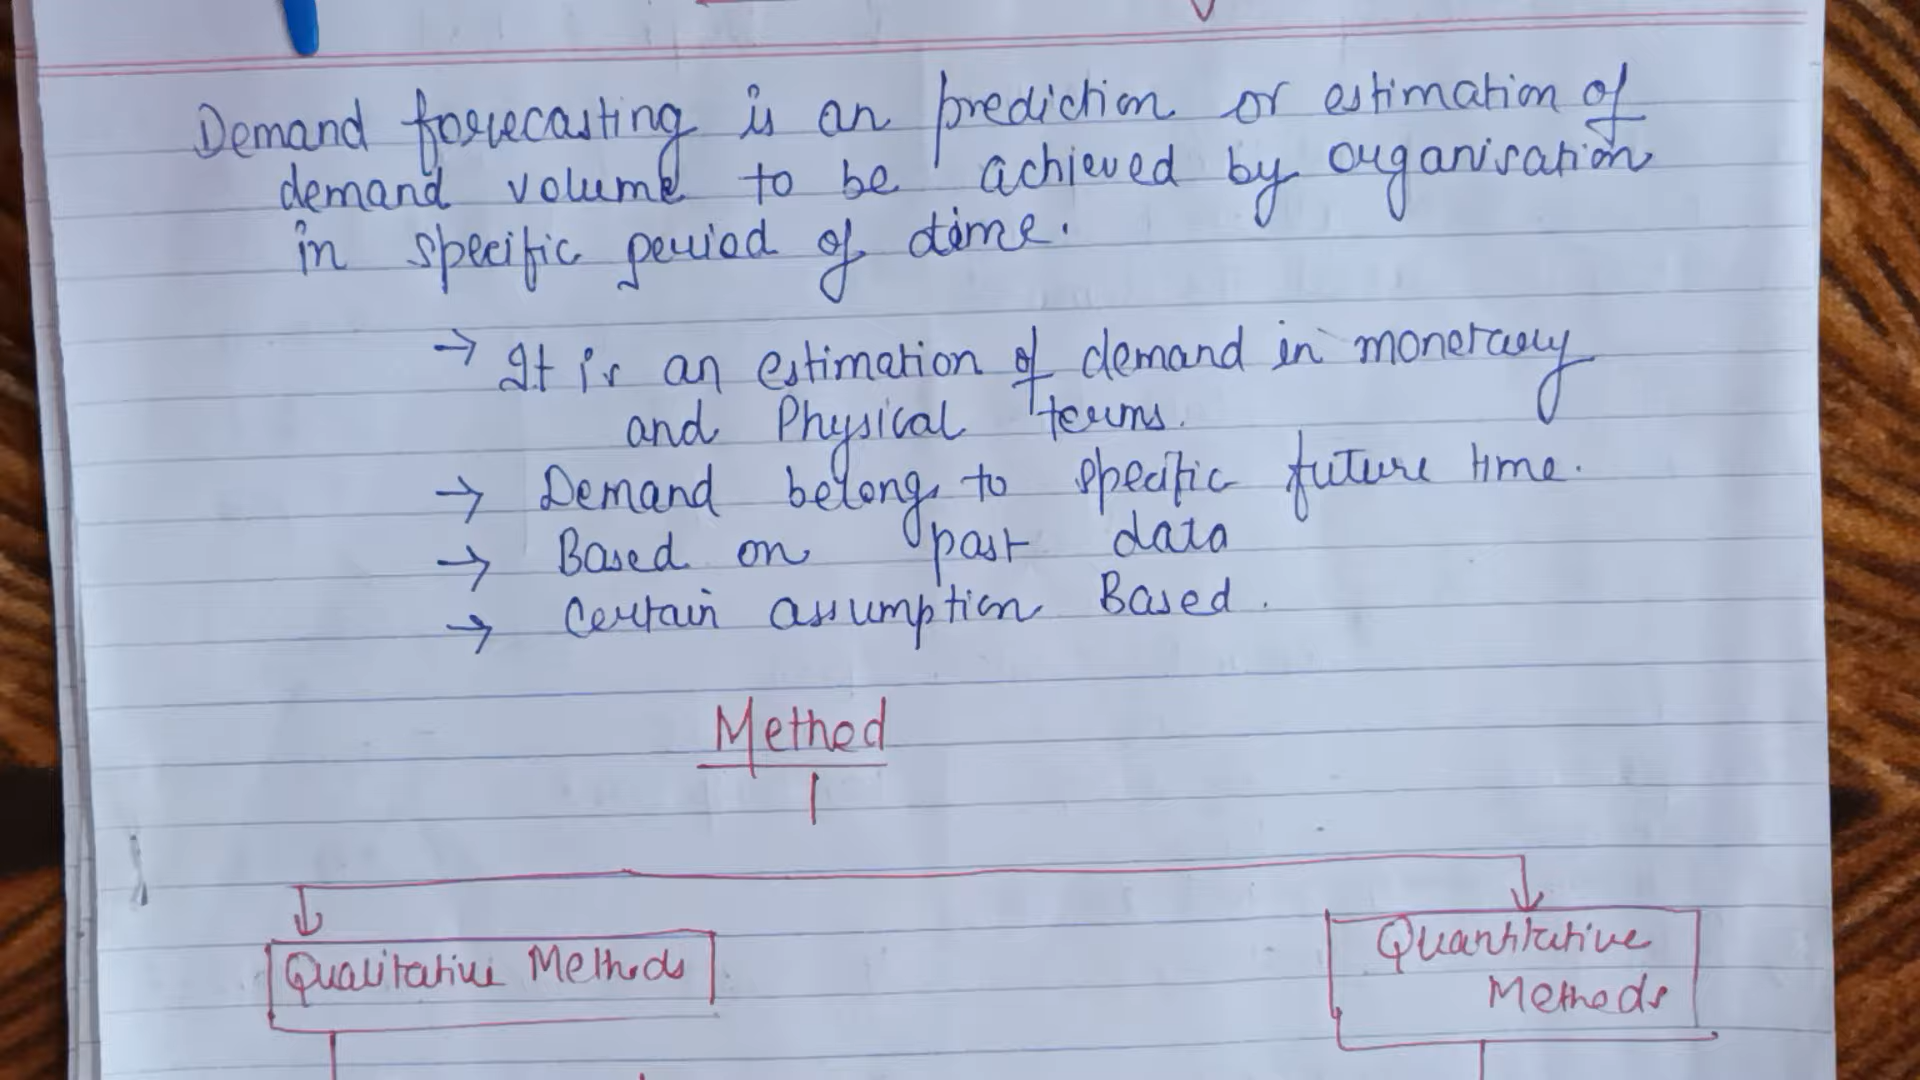 Demand forecasting is an prediction or estimation of
demand volume to be achieved by organisation
in specific period of time.
→ It is an estimation of demand in monetary
and Physical terms.
→ Demand belong to specific future time.
→ Based on past data
→ Certain assumption Based.
Method
Qualitative Methods
Quantitative
Methods